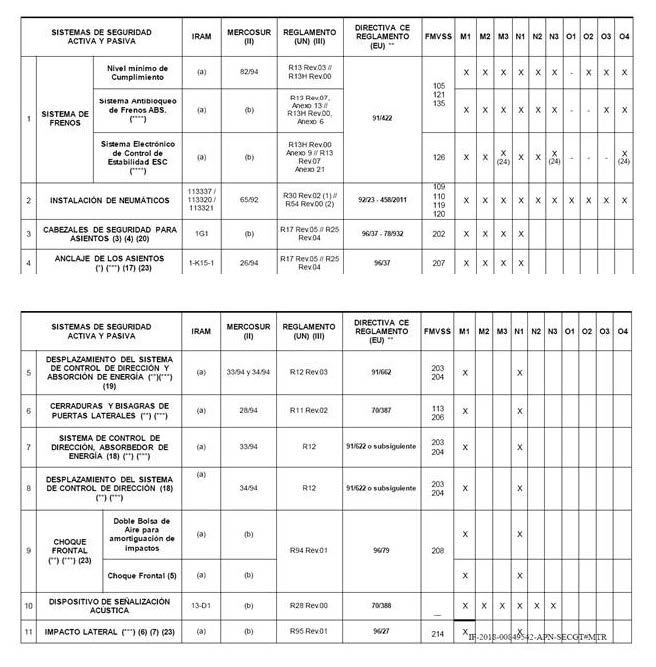 SISTEMAS DE SEGURIDAD ACTIVA Y PASIVA | IRAM | MERCOSUR (II) | REGLAMENTO (UN) (III) | DIRECTIVA CE REGLAMENTO (EU) ** | FMVSS | M1 | M2 | M3 | N1 | N2 | N3 | O1 | O2 | O3 | O4
1 | SISTEMA DE FRENOS | Nivel mínimo de Cumplimiento | (a) | 82/94 | R13 Rev.03 // R13H Rev.00 | 91/422 | 105 121 135 | X | X | X | X | X | X | - | X | X | X
Sistema Antibloqueo de Frenos ABS. (****) | (a) | (b) | R13 Rev.07, Anexo 13 // R13H Rev.00, Anexo 6 | X | X | X | X | X | X | - | - | X | X
Sistema Electrónico de Control de Estabilidad ESC (****) | (a) | (b) | R13H Rev.00 Anexo 9 // R13 Rev.07 Anexo 21 | 126 | X | X | X (24) | X | X | X (24) | - | - | - | X (24)
2 | INSTALACIÓN DE NEUMÁTICOS | 113337 / 113320 / 113321 | 65/92 | R30 Rev.02 (1) // R54 Rev.00 (2) | 92/23 - 458/2011 | 109 110 119 120 | X | X | X | X | X | X | X | X | X | X
3 | CABEZALES DE SEGURIDAD PARA ASIENTOS (3) (4) (20) | 1G1 | (b) | R17 Rev.05 // R25 Rev.04 | 96/37 - 78/932 | 202 | X | X | X | X
4 | ANCLAJE DE LOS ASIENTOS (*) (***) (17) (23) | 1-K15-1 | 26/94 | R17 Rev.05 // R25 Rev.04 | 96/37 | 207 | X | X | X | X
SISTEMAS DE SEGURIDAD ACTIVA Y PASIVA | IRAM | MERCOSUR (II) | REGLAMENTO (UN) (III) | DIRECTIVA CE REGLAMENTO (EU) ** | FMVSS | M1 | M2 | M3 | N1 | N2 | N3 | O1 | O2 | O3 | O4
5 | DESPLAZAMIENTO DEL SISTEMA DE CONTROL DE DIRECCIÓN Y ABSORCIÓN DE ENERGÍA (**)(***) (19) | (a) | 33/94 y 34/94 | R12 Rev.03 | 91/662 | 203 204 | X | X
6 | CERRADURAS Y BISAGRAS DE PUERTAS LATERALES (**) (***) | (a) | 28/94 | R11 Rev.02 | 70/387 | 113 206 | X | X
7 | SISTEMA DE CONTROL DE DIRECCIÓN, ABSORBEDOR DE ENERGÍA (18) (**) (***) | (a) | 33/94 | R12 | 91/622 o subsiguiente | 203 204 | X | X
8 | DESPLAZAMIENTO DEL SISTEMA DE CONTROL DE DIRECCIÓN (18) (**) (***) | (a) | 34/94 | R12 | 91/622 o subsiguiente | 203 204 | X | X
9 | CHOQUE FRONTAL (**) (***) (23) | Doble Bolsa de Aire para amortiguación de impactos | (a) | (b) | R94 Rev.01 | 96/79 | 208 | X | X
Choque Frontal (5) | (a) | (b) | X | X
10 | DISPOSITIVO DE SEÑALIZACIÓN ACÚSTICA | 13-D1 | (b) | R28 Rev.00 | 70/388 | __ | X | X | X | X | X | X
11 | IMPACTO LATERAL (***) (6) (7) (23) | (a) | (b) | R95 Rev.01 | 96/27 | 214 | X | X
IF-2018-00849542-APN-SECGT#MTR